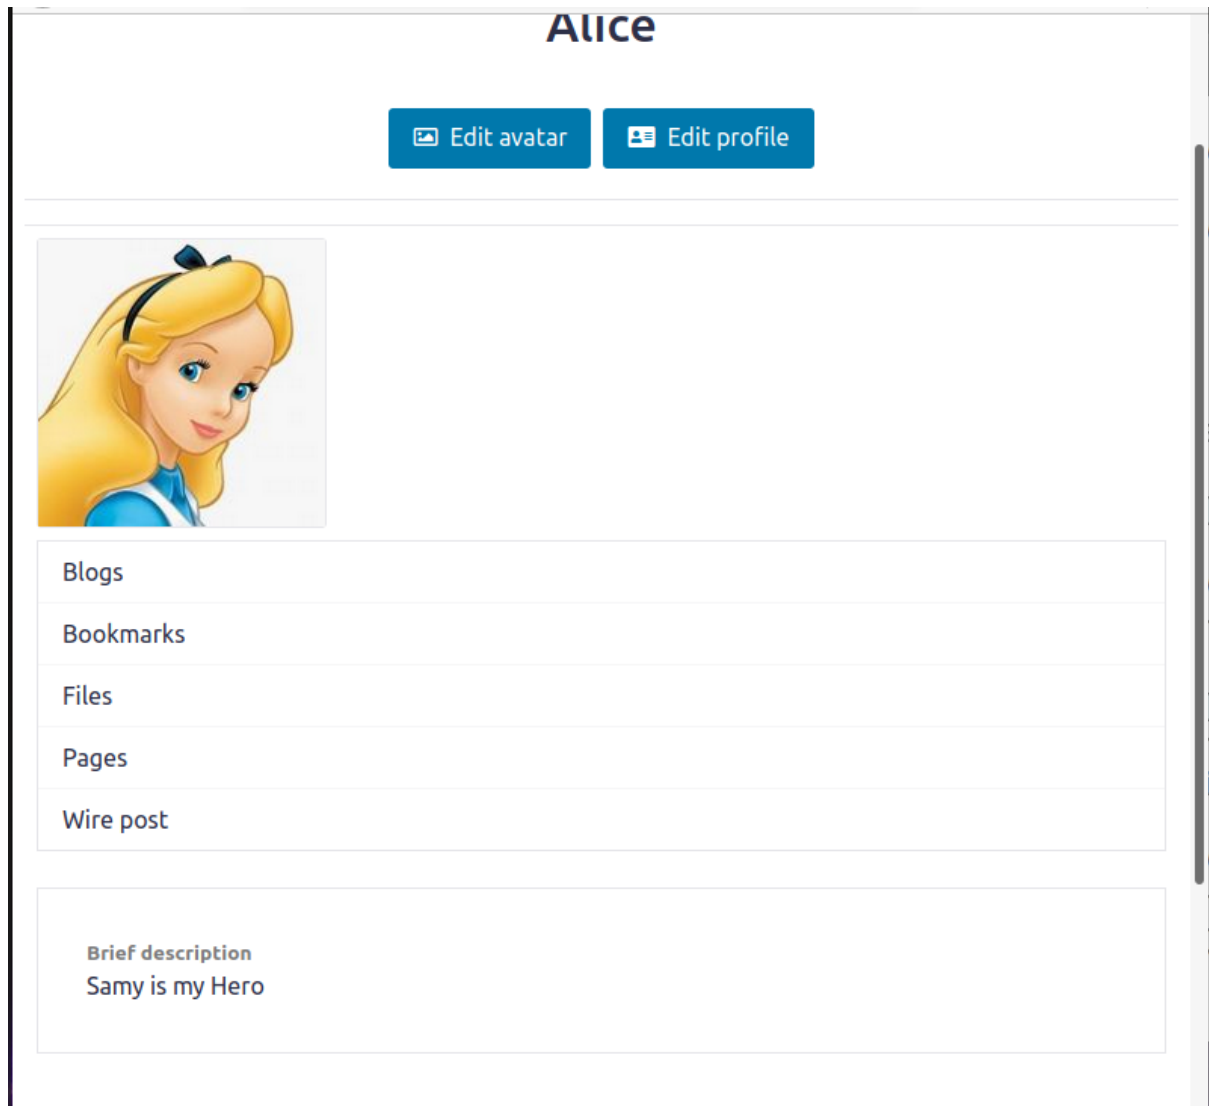 Alice
Edit avatar
Edit profile
Blogs
Bookmarks
Files
Pages
Wire post
Brief description
Samy is my Hero